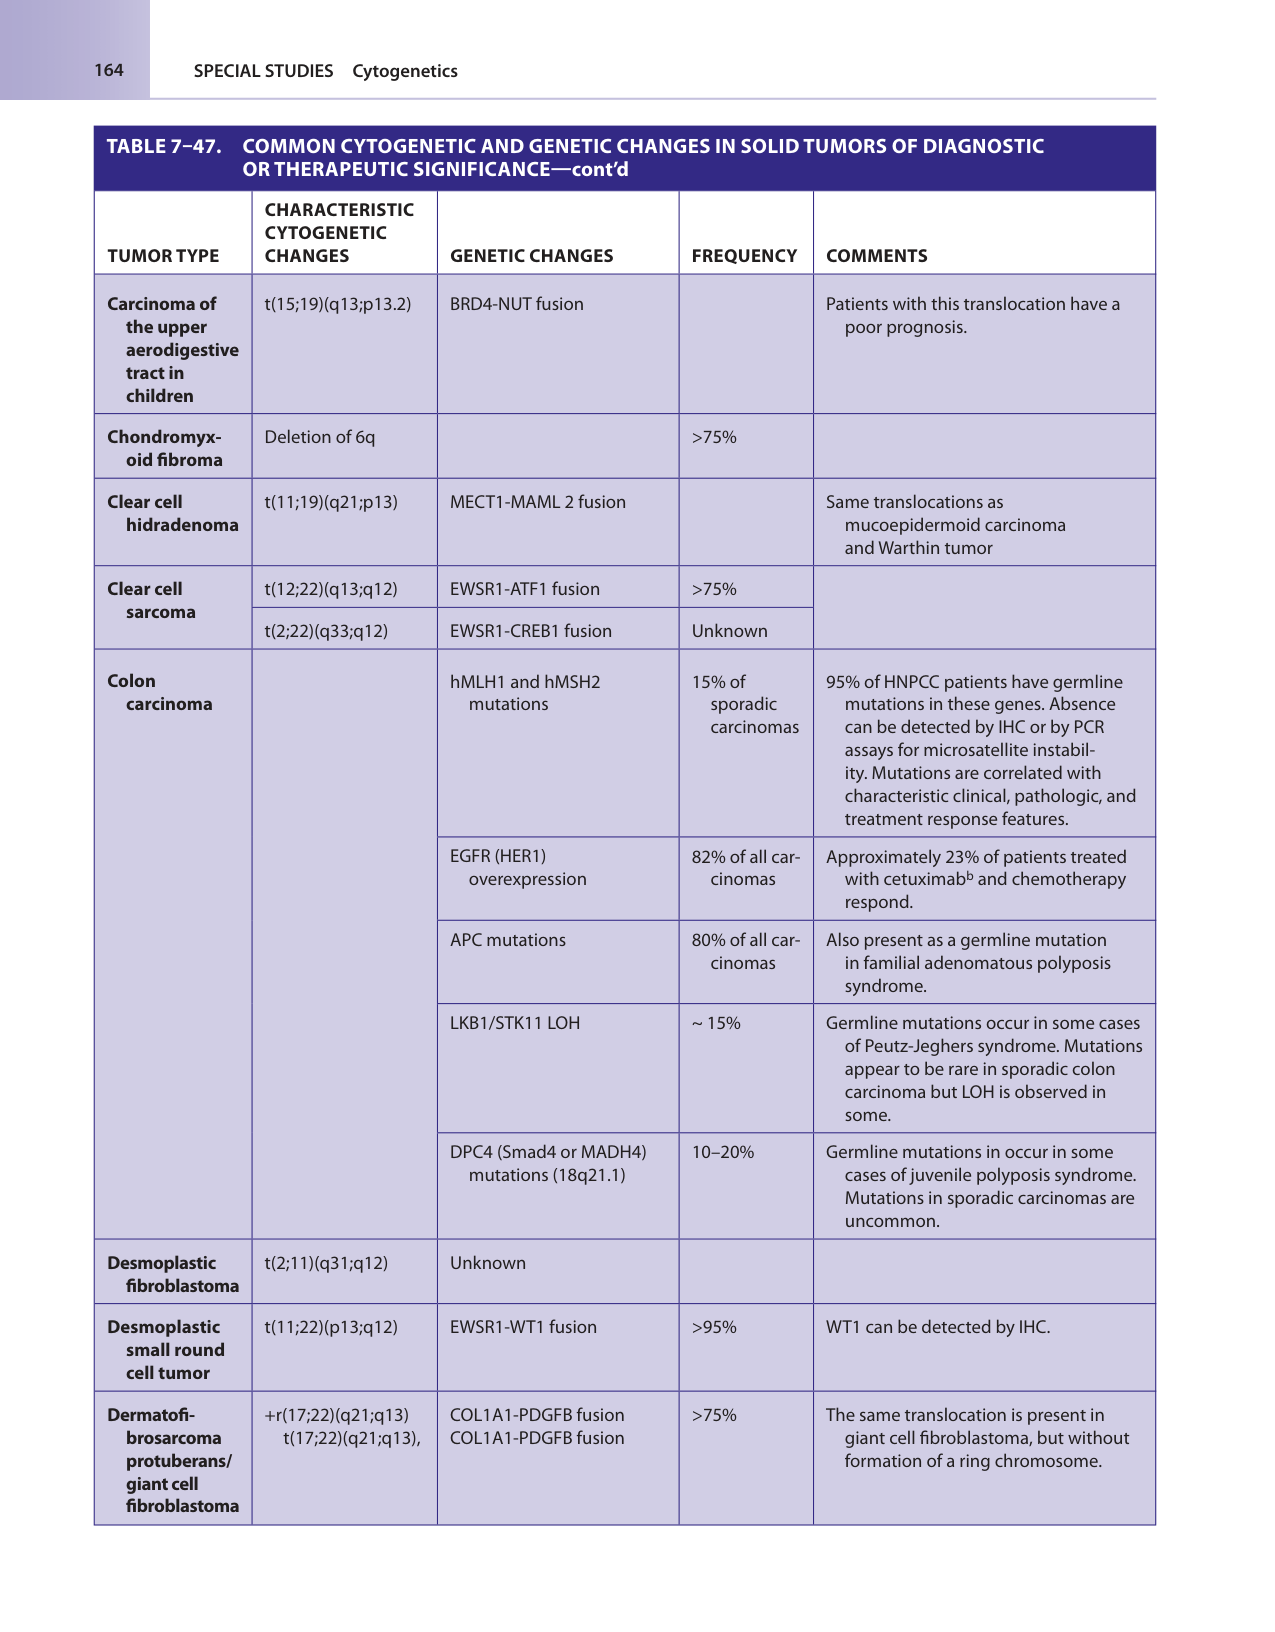 164
SPECIAL STUDIES Cytogenetics
TABLE 7–47. COMMON CYTOGENETIC AND GENETIC CHANGES IN SOLID TUMORS OF DIAGNOSTIC
OR THERAPEUTIC SIGNIFICANCE—cont’d
TUMOR TYPE
CHARACTERISTIC
CYTOGENETIC
CHANGES
GENETIC CHANGES
FREQUENCY
COMMENTS
Carcinoma of
the upper
aerodigestive
tract in
children
t(15;19)(q13;p13.2)
BRD4-NUT fusion
Patients with this translocation have a
poor prognosis.
Chondromyx-
oid fibroma
Deletion of 6q
>75%
Clear cell
hidradenoma
t(11;19)(q21;p13)
MECT1-MAML 2 fusion
Same translocations as
mucoepidermoid carcinoma
and Warthin tumor
Clear cell
sarcoma
t(12;22)(q13;q12)
EWSR1-ATF1 fusion
>75%
t(2;22)(q33;q12)
EWSR1-CREB1 fusion
Unknown
Colon
carcinoma
hMLH1 and hMSH2
mutations
15% of
sporadic
carcinomas
95% of HNPCC patients have germline
mutations in these genes. Absence
can be detected by IHC or by PCR
assays for microsatellite instabil-
ity. Mutations are correlated with
characteristic clinical, pathologic, and
treatment response features.
EGFR (HER1)
overexpression
82% of all car-
cinomas
Approximately 23% of patients treated
with cetuximabᵇ and chemotherapy
respond.
APC mutations
80% of all car-
cinomas
Also present as a germline mutation
in familial adenomatous polyposis
syndrome.
LKB1/STK11 LOH
~ 15%
Germline mutations occur in some cases
of Peutz-Jeghers syndrome. Mutations
appear to be rare in sporadic colon
carcinoma but LOH is observed in
some.
DPC4 (Smad4 or MADH4)
mutations (18q21.1)
10–20%
Germline mutations in occur in some
cases of juvenile polyposis syndrome.
Mutations in sporadic carcinomas are
uncommon.
Desmoplastic
fibroblastoma
t(2;11)(q31;q12)
Unknown
Desmoplastic
small round
cell tumor
t(11;22)(p13;q12)
EWSR1-WT1 fusion
>95%
WT1 can be detected by IHC.
Dermatofi-
brosarcoma
protuberans/
giant cell
fibroblastoma
+r(17;22)(q21;q13)
t(17;22)(q21;q13),
COL1A1-PDGFB fusion
COL1A1-PDGFB fusion
>75%
The same translocation is present in
giant cell fibroblastoma, but without
formation of a ring chromosome.